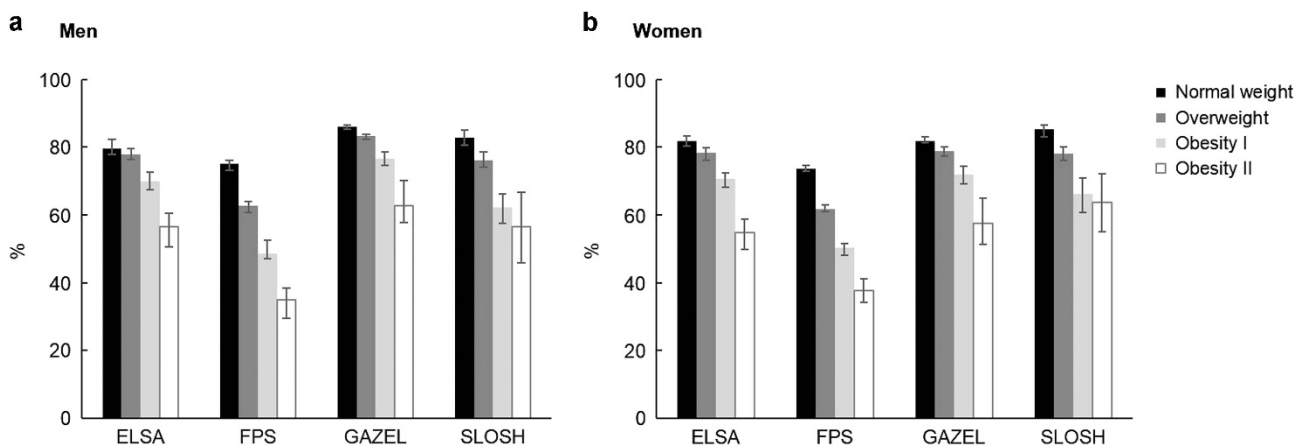 a Men
100
80
60
40
20
0
%
ELSA FPS GAZEL SLOSH
b Women
100
80
60
40
20
0
%
ELSA FPS GAZEL SLOSH
Normal weight
Overweight
Obesity I
Obesity II